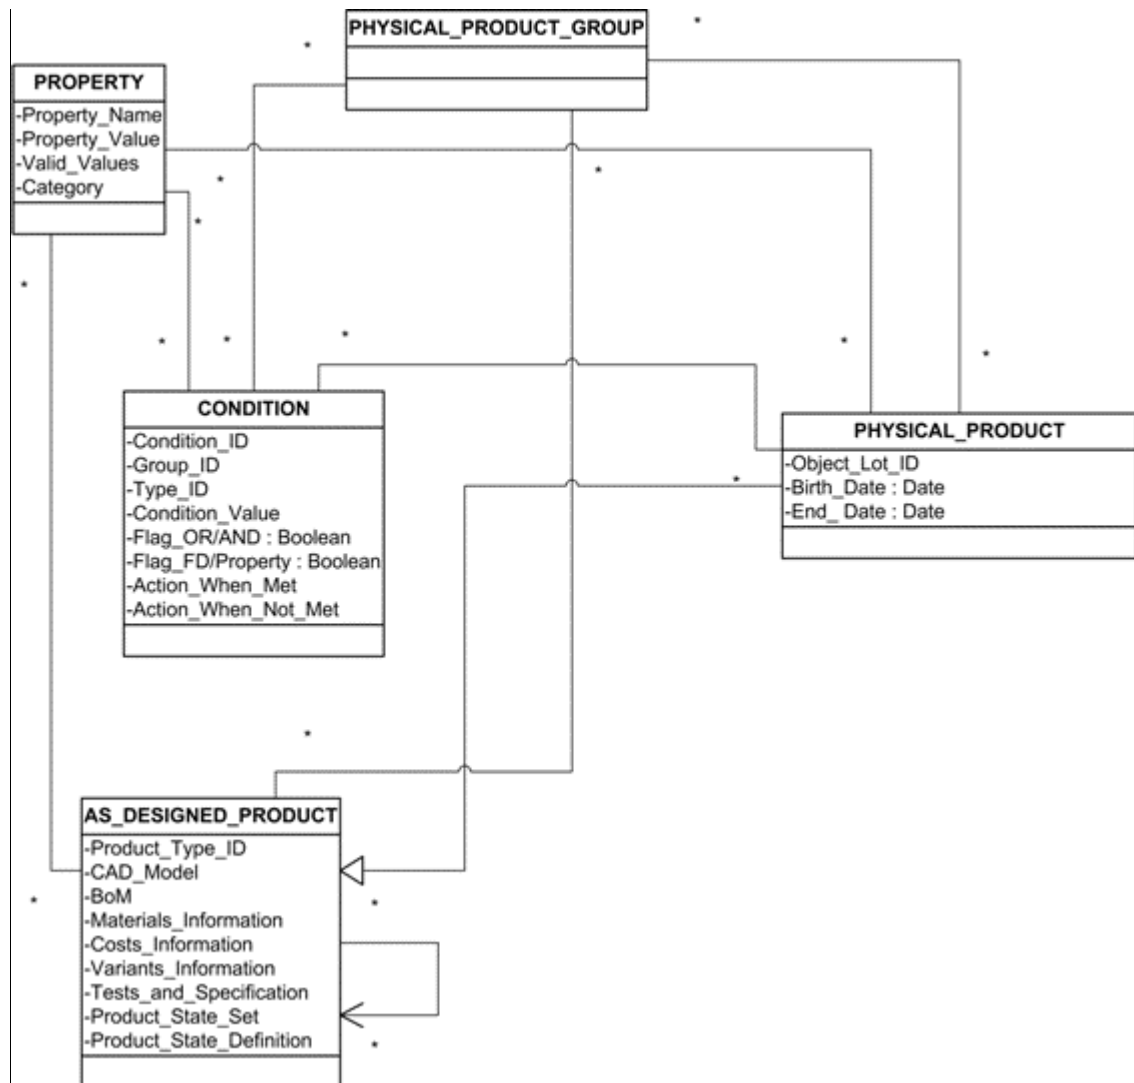 PHYSICAL_PRODUCT_GROUP
*
*
PROPERTY
-Property_Name
-Property_Value
-Valid_Values
-Category
*
*
*
*
*
*
*
*
*
CONDITION
-Condition_ID
-Group_ID
-Type_ID
-Condition_Value
-Flag_OR/AND : Boolean
-Flag_FD/Property : Boolean
-Action_When_Met
-Action_When_Not_Met
PHYSICAL_PRODUCT
-Object_Lot_ID
-Birth_Date : Date
-End_ Date : Date
*
*
AS_DESIGNED_PRODUCT
-Product_Type_ID
-CAD_Model
-BoM
-Materials_Information
-Costs_Information
-Variants_Information
-Tests_and_Specification
-Product_State_Set
-Product_State_Definition
*
*
*